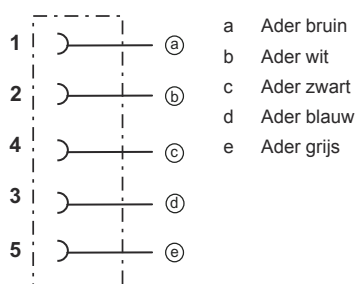 1 ⓐ
2 ⓑ
4 ⓒ
3 ⓓ
5 ⓔ
a Ader bruin
b Ader wit
c Ader zwart
d Ader blauw
e Ader grijs